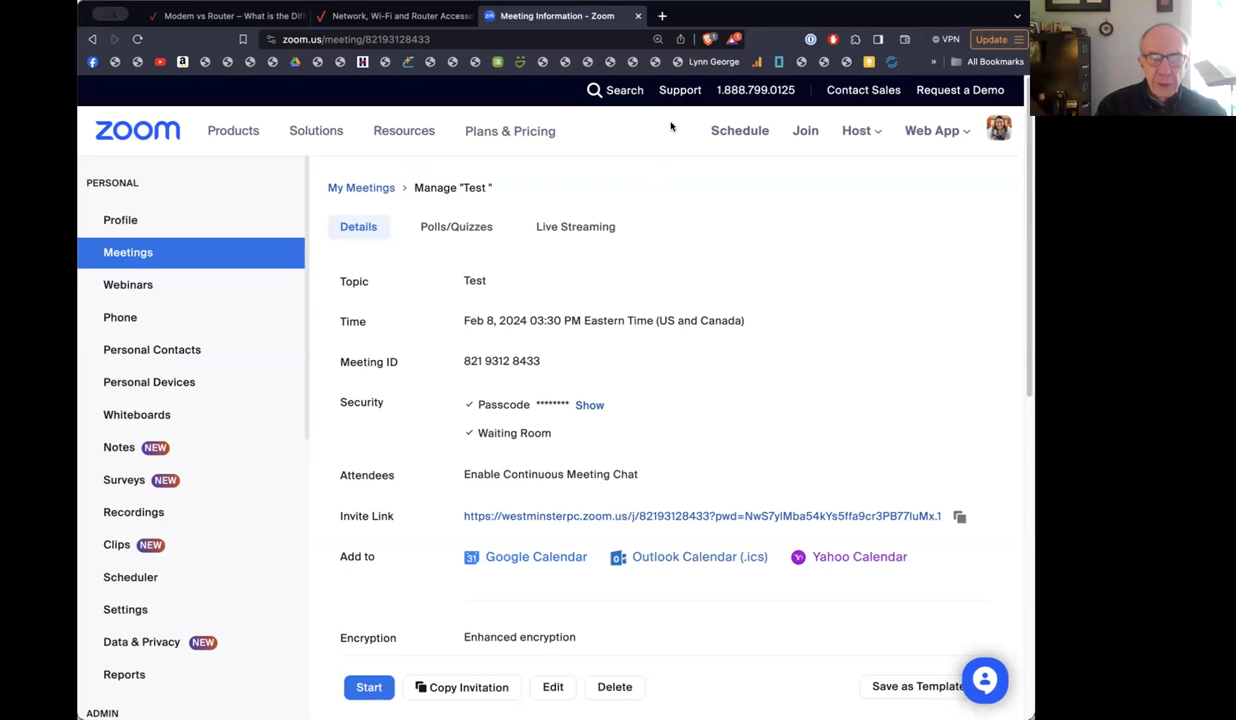 Modem vs Router – What is the Dif
Network, Wi-Fi and Router Accesso
Meeting Information - Zoom
zoom.us/meeting/82193128433
VPN
Update
Lynn George
» All Bookmarks
Search Support 1.888.799.0125 Contact Sales Request a Demo
zoom Products Solutions Resources Plans & Pricing Schedule Join Host Web App
PERSONAL
Profile
Meetings
Webinars
Phone
Personal Contacts
Personal Devices
Whiteboards
Notes NEW
Surveys NEW
Recordings
Clips NEW
Scheduler
Settings
Data & Privacy NEW
Reports
ADMIN
My Meetings > Manage "Test "
Details Polls/Quizzes Live Streaming
Topic Test
Time Feb 8, 2024 03:30 PM Eastern Time (US and Canada)
Meeting ID 821 9312 8433
Security ✓ Passcode ******** Show
✓ Waiting Room
Attendees Enable Continuous Meeting Chat
Invite Link https://westminsterpc.zoom.us/j/82193128433?pwd=NwS7ylMba54kYs5ffa9cr3PB77luMx.1
Add to 31 Google Calendar Outlook Calendar (.ics) Yahoo Calendar
Encryption Enhanced encryption
Start Copy Invitation Edit Delete Save as Template